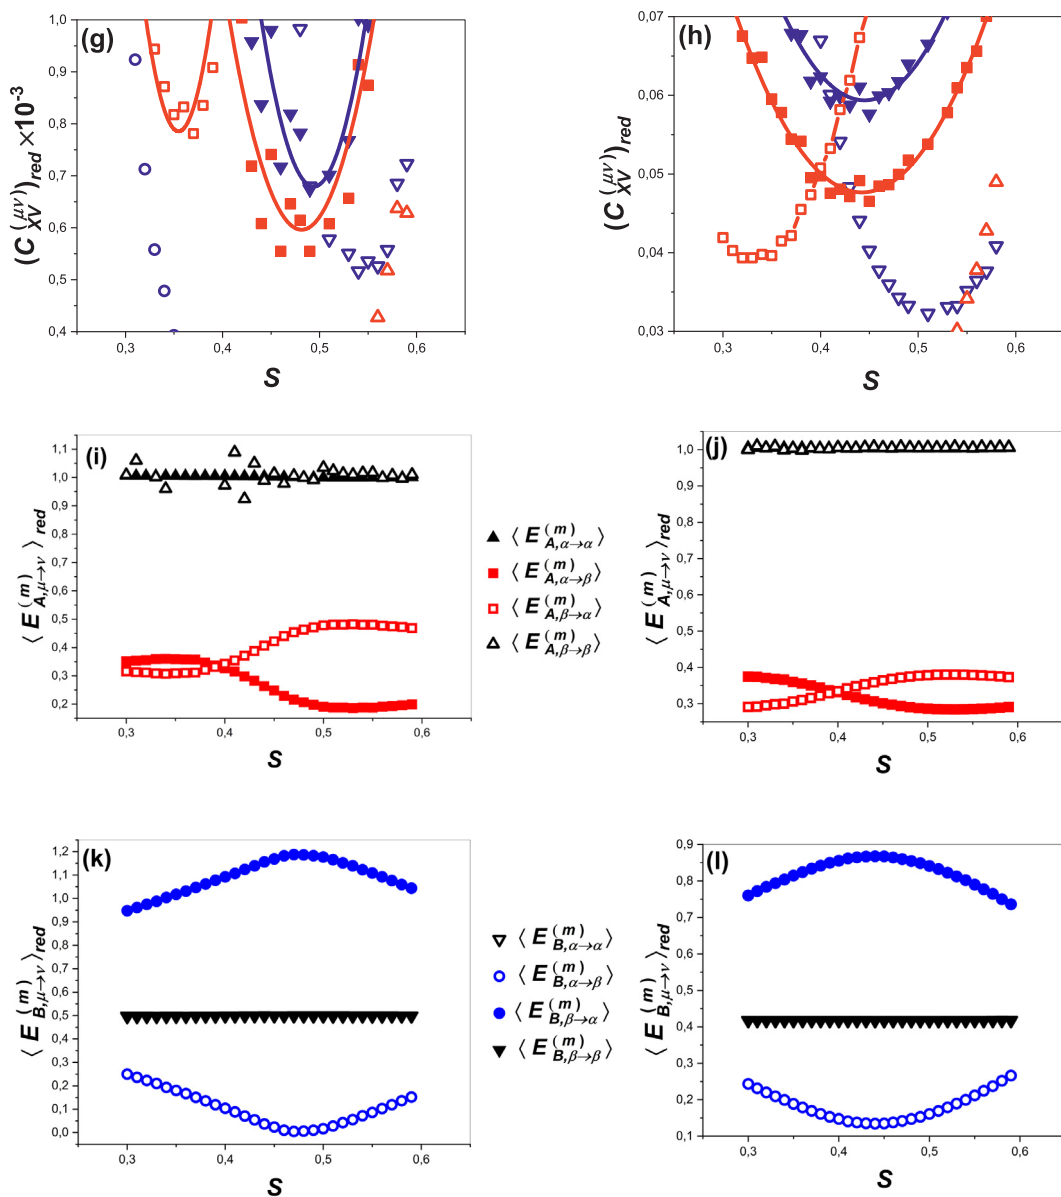 (g)
(C_XV^(μν))_red ×10^-3
1,0
0,9
0,8
0,7
0,6
0,5
0,4
0,3 0,4 0,5 0,6
S
(h)
(C_XV^(μν))_red
0,07
0,06
0,05
0,04
0,03
0,3 0,4 0,5 0,6
S
(i)
⟨ E_A,μ→ν^(m) ⟩_red
1,1
1,0
0,9
0,8
0,7
0,6
0,5
0,4
0,3
0,2
0,3 0,4 0,5 0,6
S
⟨ E_A,α→α^(m) ⟩
⟨ E_A,α→β^(m) ⟩
⟨ E_A,β→α^(m) ⟩
⟨ E_A,β→β^(m) ⟩
(j)
⟨ E_A,μ→ν^(m) ⟩_red
1,0
0,9
0,8
0,7
0,6
0,5
0,4
0,3
0,3 0,4 0,5 0,6
S
(k)
⟨ E_B,μ→ν^(m) ⟩_red
1,2
1,1
1,0
0,9
0,8
0,7
0,6
0,5
0,4
0,3
0,2
0,1
0,0
0,3 0,4 0,5 0,6
S
⟨ E_B,α→α^(m) ⟩
⟨ E_B,α→β^(m) ⟩
⟨ E_B,β→α^(m) ⟩
⟨ E_B,β→β^(m) ⟩
(l)
⟨ E_B,μ→ν^(m) ⟩_red
0,9
0,8
0,7
0,6
0,5
0,4
0,3
0,2
0,1
0,3 0,4 0,5 0,6
S